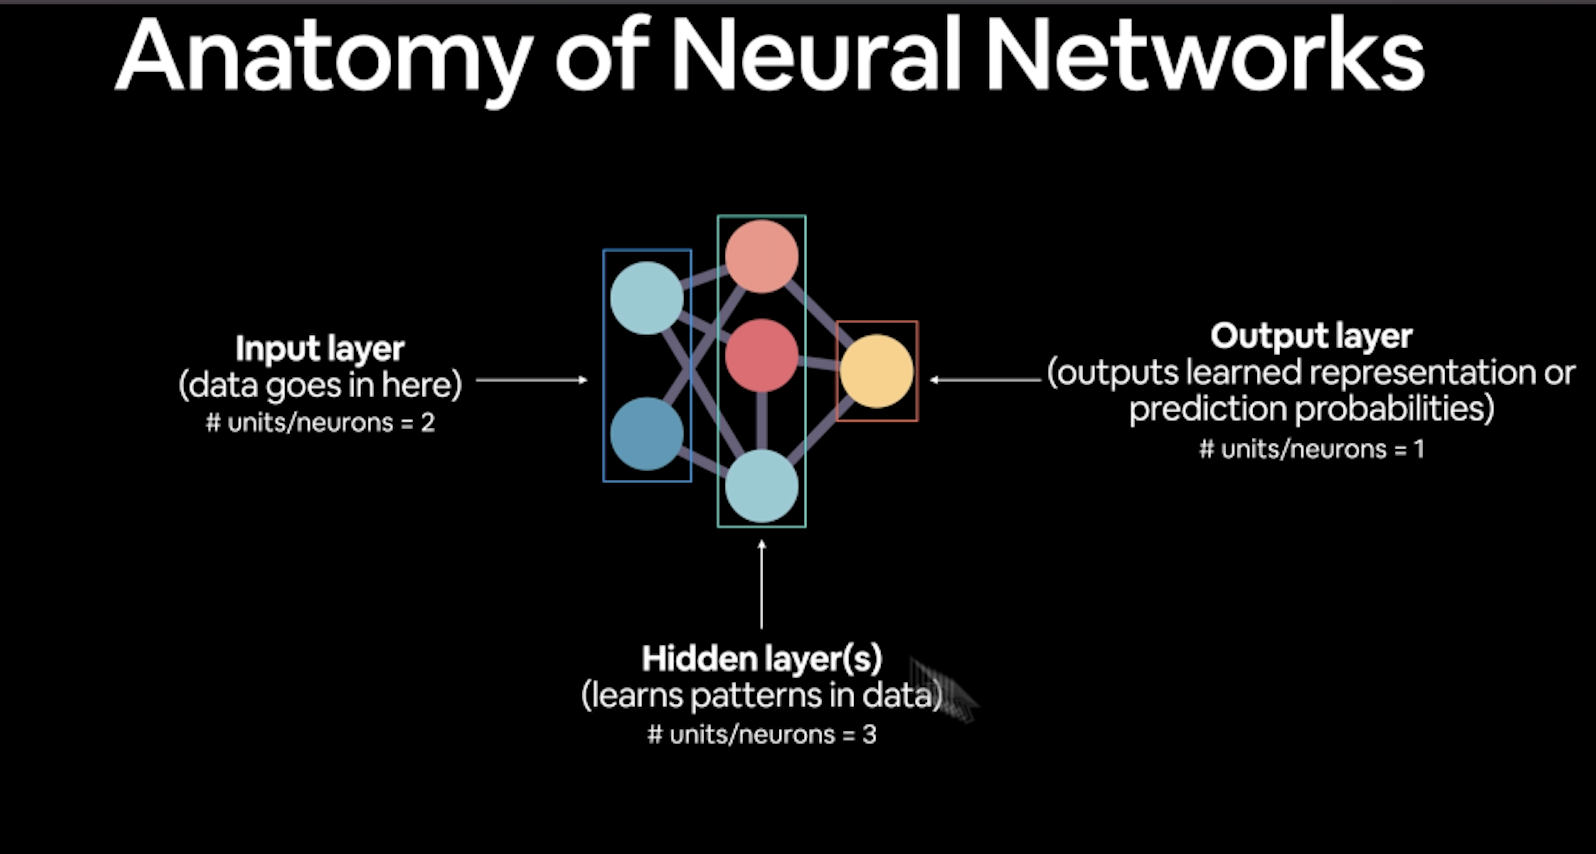 Anatomy of Neural Networks
Input layer
(data goes in here)
# units/neurons = 2
Output layer
(outputs learned representation or
prediction probabilities)
# units/neurons = 1
Hidden layer(s)
(learns patterns in data)
# units/neurons = 3